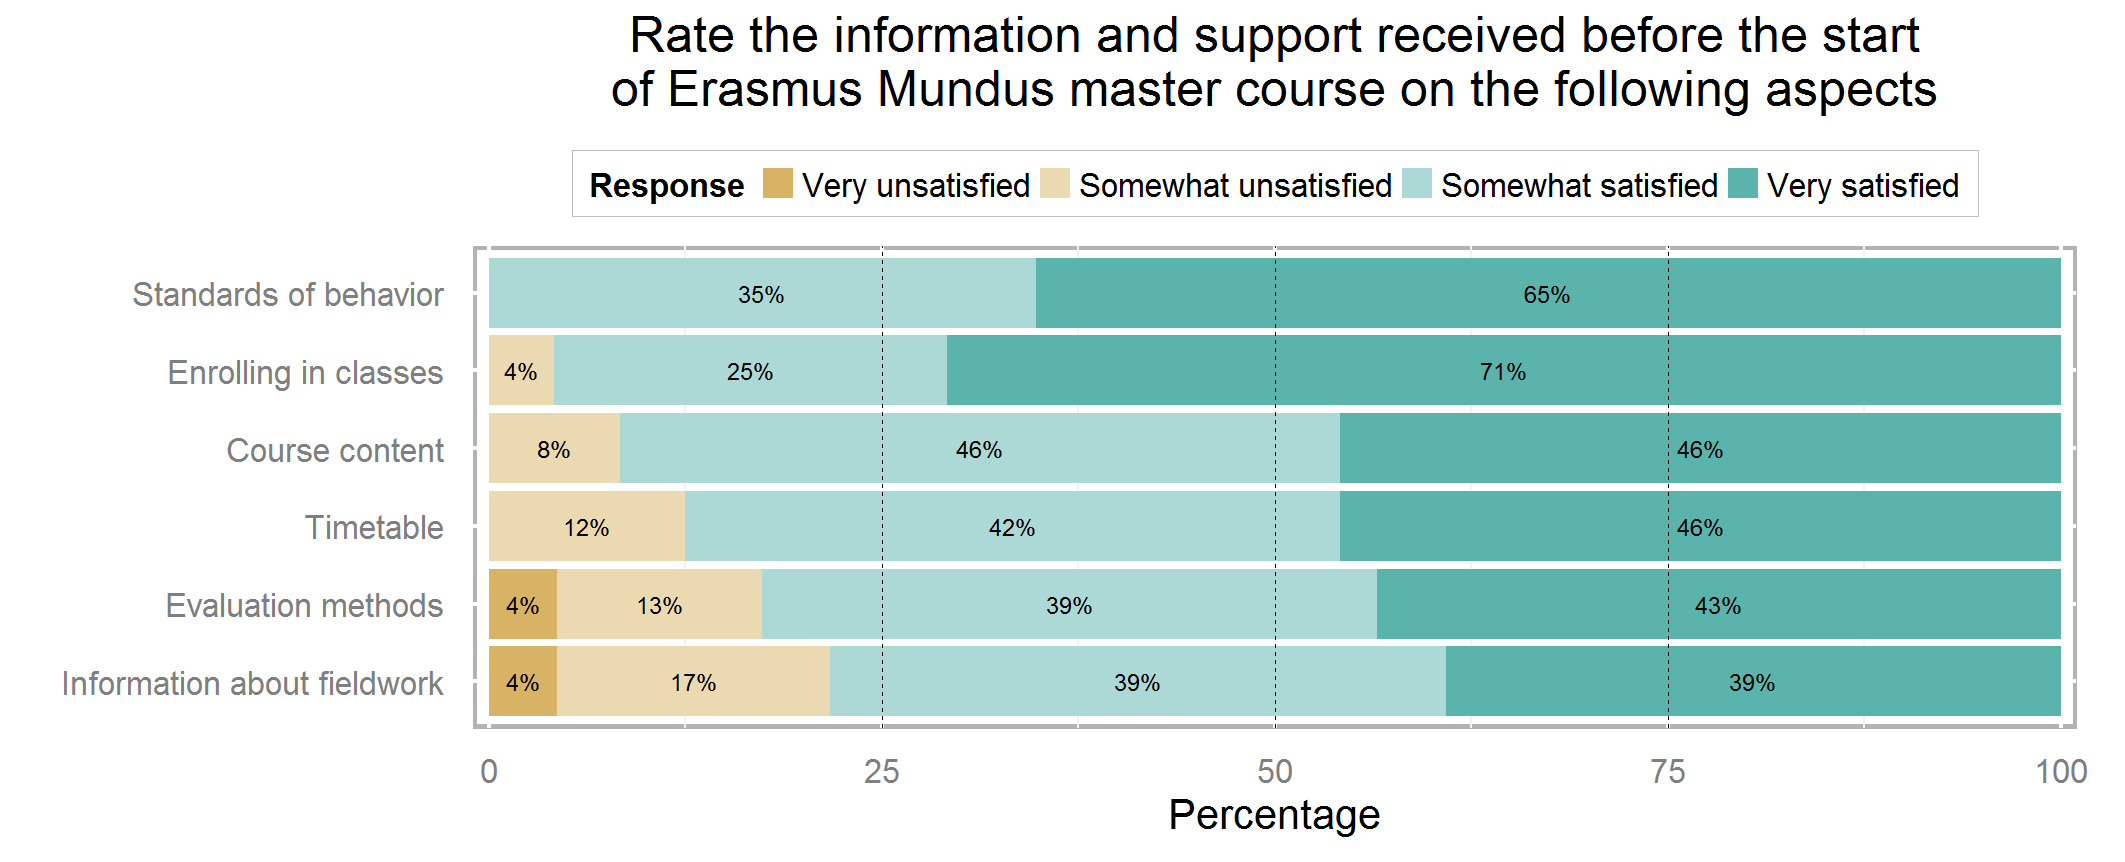 Rate the information and support received before the start
of Erasmus Mundus master course on the following aspects
Response Very unsatisfied Somewhat unsatisfied Somewhat satisfied Very satisfied
Standards of behavior 35% 65%
Enrolling in classes 4% 25% 71%
Course content 8% 46% 46%
Timetable 12% 42% 46%
Evaluation methods 4% 13% 39% 43%
Information about fieldwork 4% 17% 39% 39%
0 25 50 75 100
Percentage